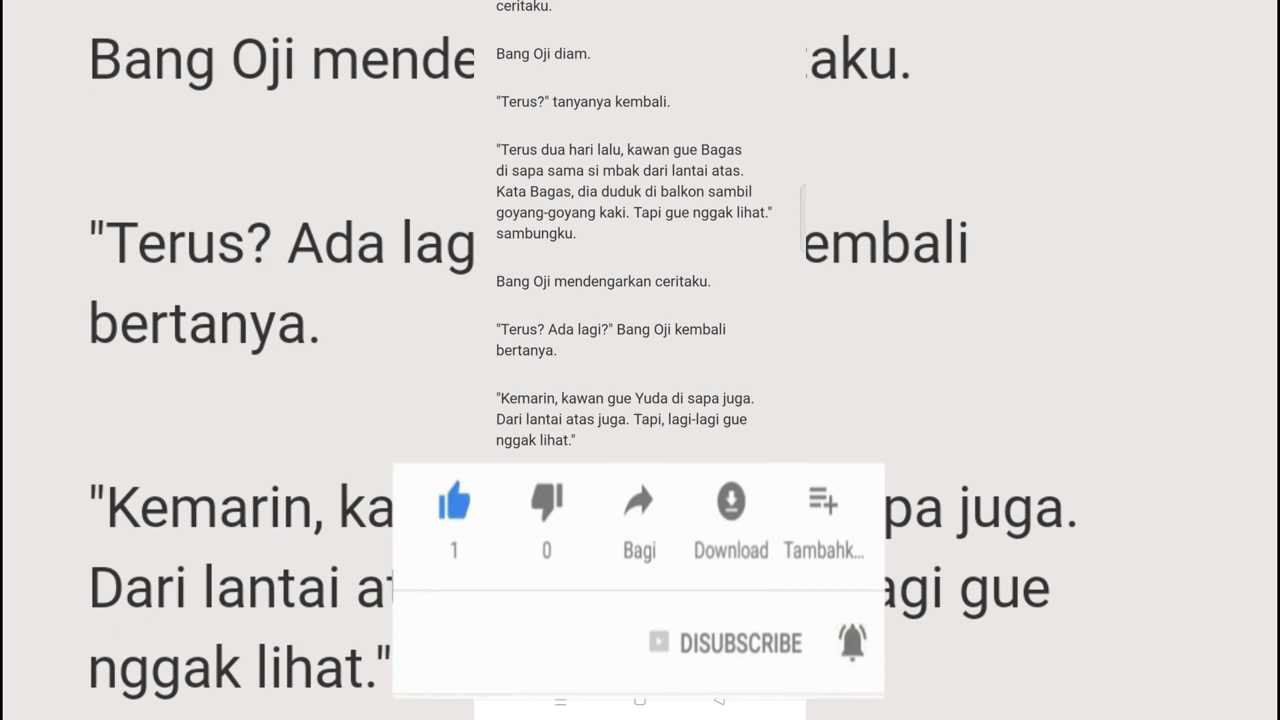 ceritaku.
Bang Oji diam.
"Terus?" tanyanya kembali.
"Terus dua hari lalu, kawan gue Bagas
di sapa sama si mbak dari lantai atas.
Kata Bagas, dia duduk di balkon sambil
goyang-goyang kaki. Tapi gue nggak lihat."
sambungku.
Bang Oji mendengarkan ceritaku.
"Terus? Ada lagi?" Bang Oji kembali
bertanya.
"Kemarin, kawan gue Yuda di sapa juga.
Dari lantai atas juga. Tapi, lagi-lagi gue
nggak lihat."
Bang Oji mende taku.
"Terus? Ada lag embali
bertanya.
"Kemarin, ka pa juga.
Dari lantai at agi gue
nggak lihat."
1 0 Bagi Download Tambahk...
DISUBSCRIBE